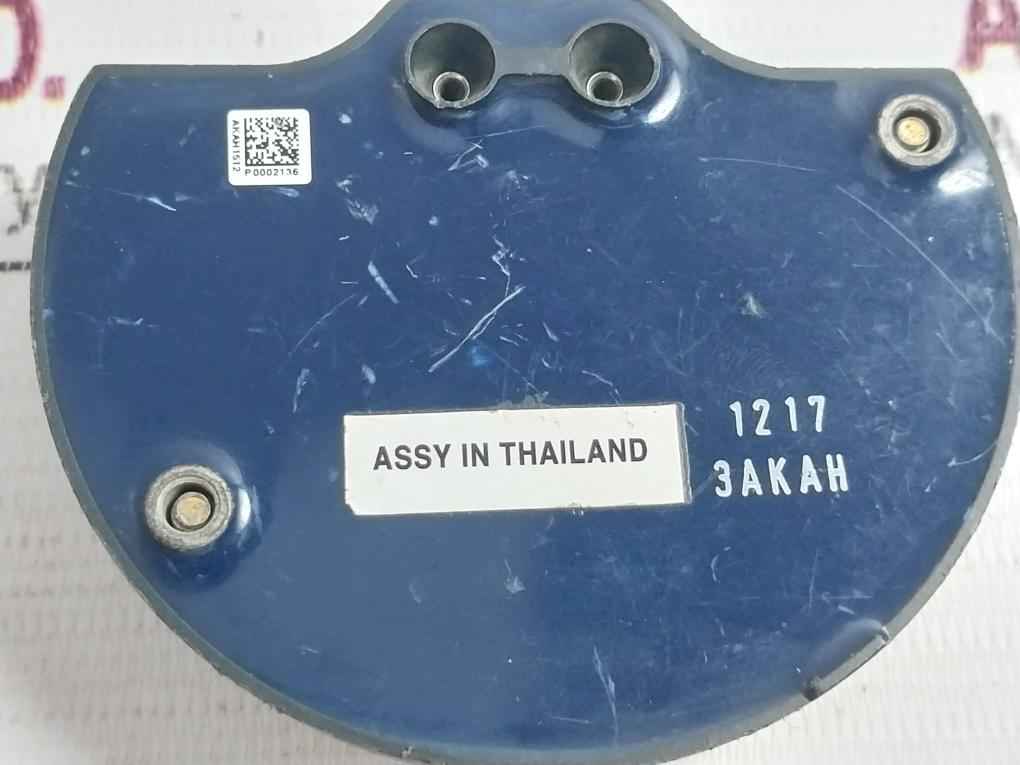 AKAH1512
P0002136
ASSY IN THAILAND
1217
3AKAH